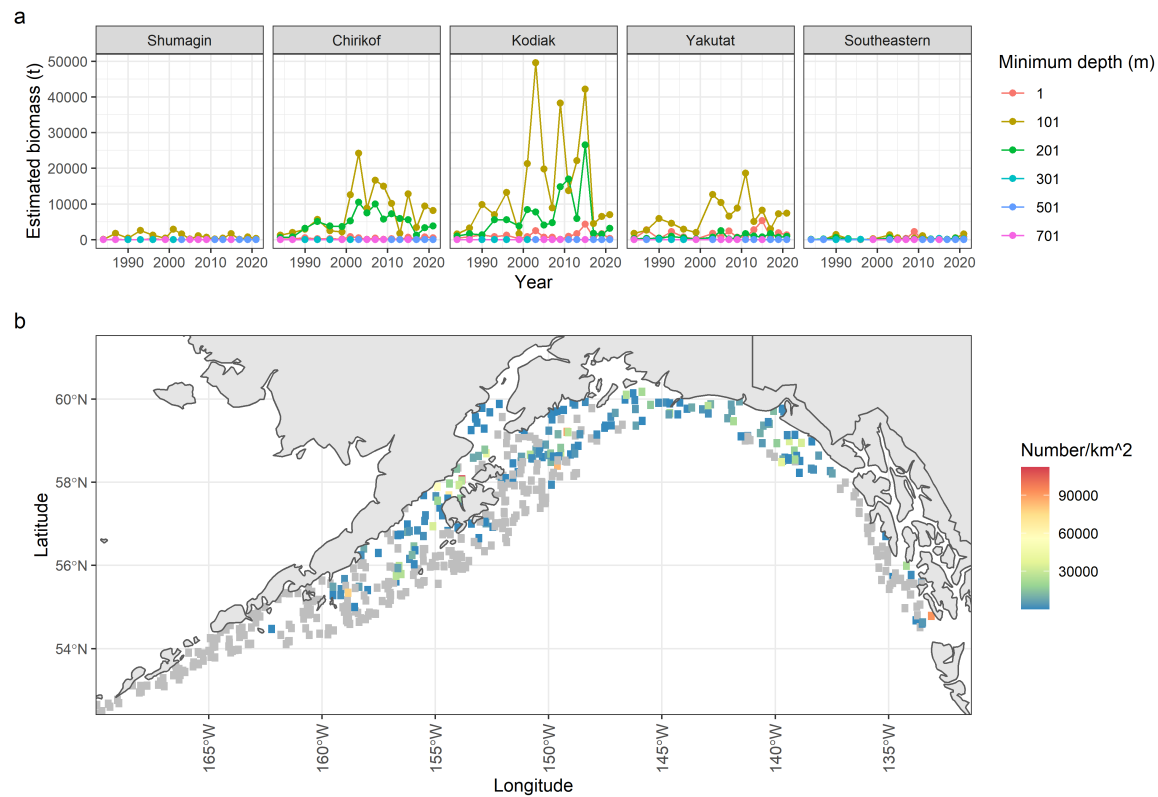 a
Shumagin Chirikof Kodiak Yakutat Southeastern
Minimum depth (m)
1
101
201
301
501
701
Estimated biomass (t)
50000
40000
30000
20000
10000
0
1990 2000 2010 2020 1990 2000 2010 2020 1990 2000 2010 2020 1990 2000 2010 2020 1990 2000 2010 2020
Year
b
Latitude
60°N
58°N
56°N
54°N
165°W 160°W 155°W 150°W 145°W 140°W 135°W
Longitude
Number/km^2
90000
60000
30000